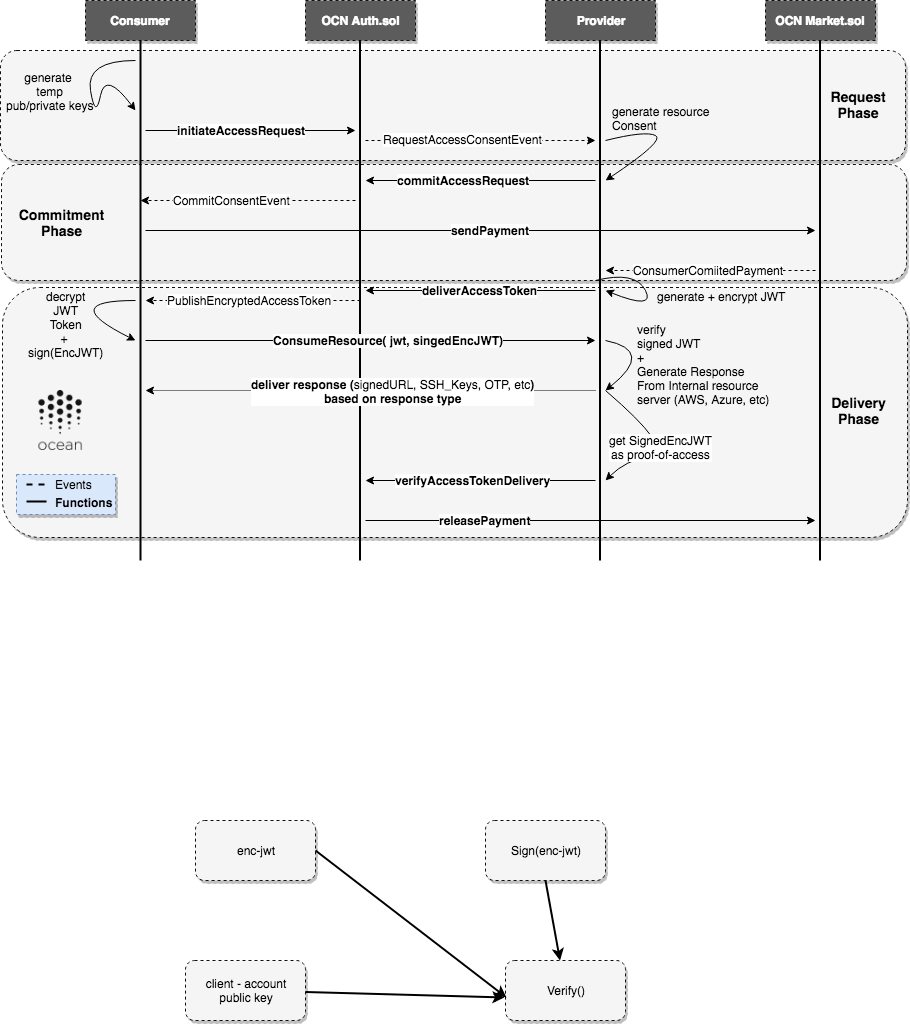 Consumer
OCN Auth.sol
Provider
OCN Market.sol
generate
temp
pub/private keys
Request
Phase
generate resource
Consent
initiateAccessRequest
RequestAccessConsentEvent
commitAccessRequest
CommitConsentEvent
Commitment
Phase
sendPayment
ConsumerComiitedPayment
deliverAccessToken
generate + encrypt JWT
PublishEncryptedAccessToken
decrypt
JWT
Token
+
sign(EncJWT)
ConsumeResource( jwt, singedEncJWT)
verify
signed JWT
+
Generate Response
From Internal resource
server (AWS, Azure, etc)
deliver response (signedURL, SSH_Keys, OTP, etc)
based on response type
Delivery
Phase
ocean
get SignedEncJWT
as proof-of-access
verifyAccessTokenDelivery
Events
Functions
releasePayment
enc-jwt
Sign(enc-jwt)
client - account
public key
Verify()